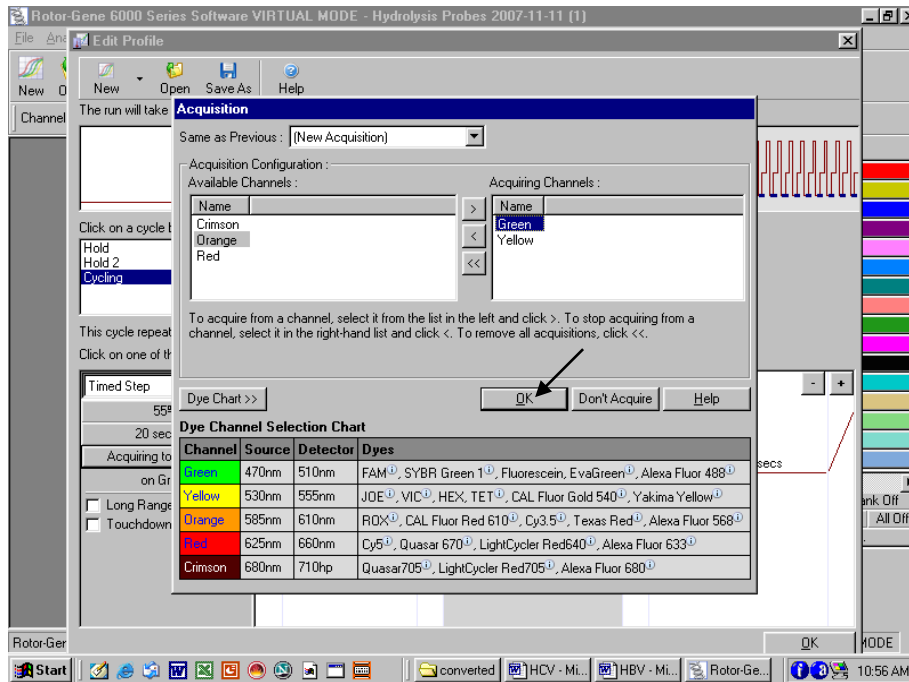 Rotor-Gene 6000 Series Software VIRTUAL MODE - Hydrolysis Probes 2007-11-11 (1)
File Ana
Edit Profile
New
Channel
New Open Save As Help
The run will take
Click on a cycle b
Hold
Hold 2
Cycling
This cycle repeat
Click on one of th
Timed Step
55º
20 sec
Acquiring to
on Gr
Long Range
Touchdown
Acquisition
Same as Previous : (New Acquisition)
Acquisition Configuration :
Available Channels :
Name
Crimson
Orange
Red
>
<
<<
Acquiring Channels :
Name
Green
Yellow
To acquire from a channel, select it from the list in the left and click >. To stop acquiring from a
channel, select it in the right-hand list and click <. To remove all acquisitions, click <<.
Dye Chart >> OK Don't Acquire Help
Dye Channel Selection Chart
Channel Source Detector Dyes
Green 470nm 510nm FAM, SYBR Green 1, Fluorescein, EvaGreen, Alexa Fluor 488
Yellow 530nm 555nm JOE, VIC, HEX, TET, CAL Fluor Gold 540, Yakima Yellow
Orange 585nm 610nm ROX, CAL Fluor Red 610, Cy3.5, Texas Red, Alexa Fluor 568
Red 625nm 660nm Cy5, Quasar 670, LightCycler Red640, Alexa Fluor 633
Crimson 680nm 710hp Quasar705, LightCycler Red705, Alexa Fluor 680
- +
secs
ank Off
All Off
OK
Rotor-Ger
MODE
Start converted HCV - Mi... HBV - Mi... Rotor-Ge... 10:56 AM